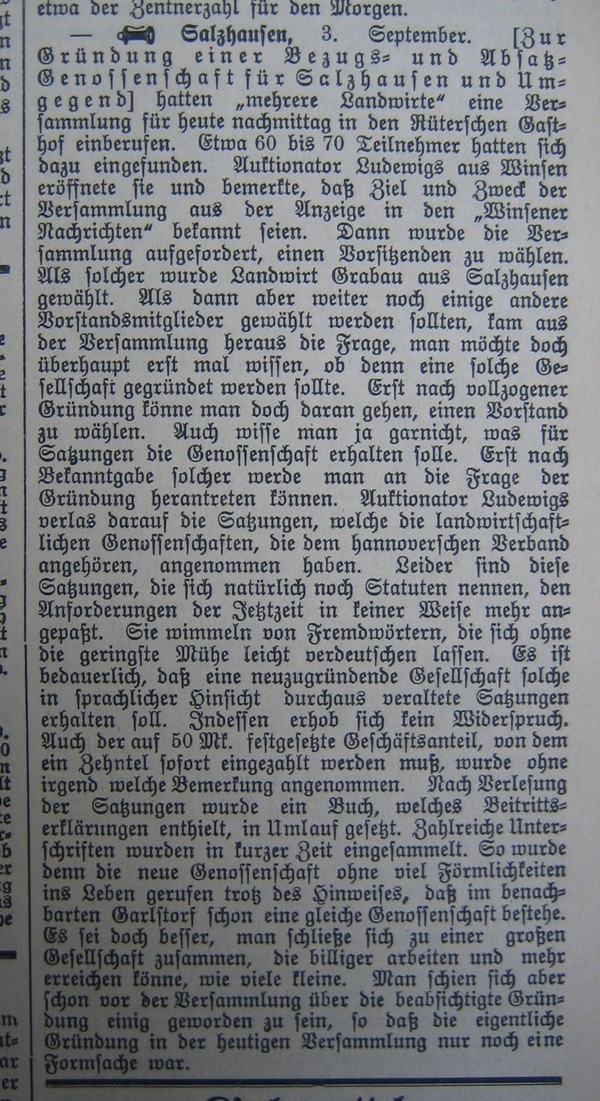 etwa der Zentnerzahl für den Morgen.
— Salzhausen, 3. September. [Zur
Gründung einer Bezugs- und Absatz-
Genossenschaft für Salzhausen und Um-
gegend] hatten „mehrere Landwirte“ eine Ver-
sammlung für heute nachmittag in den Rüterschen Gast-
hof einberufen. Etwa 60 bis 70 Teilnehmer hatten sich
dazu eingefunden. Auktionator Ludewigs aus Winsen
eröffnete sie und bemerkte, daß Ziel und Zweck der
Versammlung aus der Anzeige in den „Winsener
Nachrichten“ bekannt seien. Dann wurde die Ver-
sammlung aufgefordert, einen Vorsitzenden zu wählen.
Als solcher wurde Landwirt Grabau aus Salzhausen
gewählt. Als dann aber weiter noch einige andere
Vorstandsmitglieder gewählt werden sollten, kam aus
der Versammlung heraus die Frage, man möchte doch
überhaupt erst mal wissen, ob denn eine solche Ge-
sellschaft gegründet werden sollte. Erst nach vollzogener
Gründung könne man doch daran gehen, einen Vorstand
zu wählen. Auch wisse man ja garnicht, was für
Satzungen die Genossenschaft erhalten solle. Erst nach
Bekanntgabe solcher werde man an die Frage der
Gründung herantreten können. Auktionator Ludewigs
verlas darauf die Satzungen, welche die landwirtschaft-
lichen Genossenschaften, die dem hannoverschen Verband
angehören, angenommen haben. Leider sind diese
Satzungen, die sich natürlich noch Statuten nennen, den
Anforderungen der Jetztzeit in keiner Weise mehr an-
gepaßt. Sie wimmeln von Fremdwörtern, die sich ohne
die geringste Mühe leicht verdeutschen lassen. Es ist
bedauerlich, daß eine neuzugründende Gesellschaft solche
in sprachlicher Hinsicht durchaus veraltete Satzungen
erhalten soll. Indessen erhob sich kein Widerspruch.
Auch der auf 50 Mk. festgesetzte Geschäftsanteil, von dem
ein Zehntel sofort eingezahlt werden muß, wurde ohne
irgend welche Bemerkung angenommen. Nach Verlesung
der Satzungen wurde ein Buch, welches Beitritts-
erklärungen enthielt, in Umlauf gesetzt. Zahlreiche Unter-
schriften wurden in kurzer Zeit eingesammelt. So wurde
denn die neue Genossenschaft ohne viel Förmlichkeiten
ins Leben gerufen trotz des Hinweises, daß im benach-
barten Garlstorf schon eine gleiche Genossenschaft bestehe.
Es sei doch besser, man schließe sich zu einer großen
Gesellschaft zusammen, die billiger arbeiten und mehr
erreichen könne, wie viele kleine. Man schien sich aber
schon vor der Versammlung über die beabsichtigte Grün-
dung einig geworden zu sein, so daß die eigentliche
Gründung in der heutigen Versammlung nur noch eine
Formsache war.